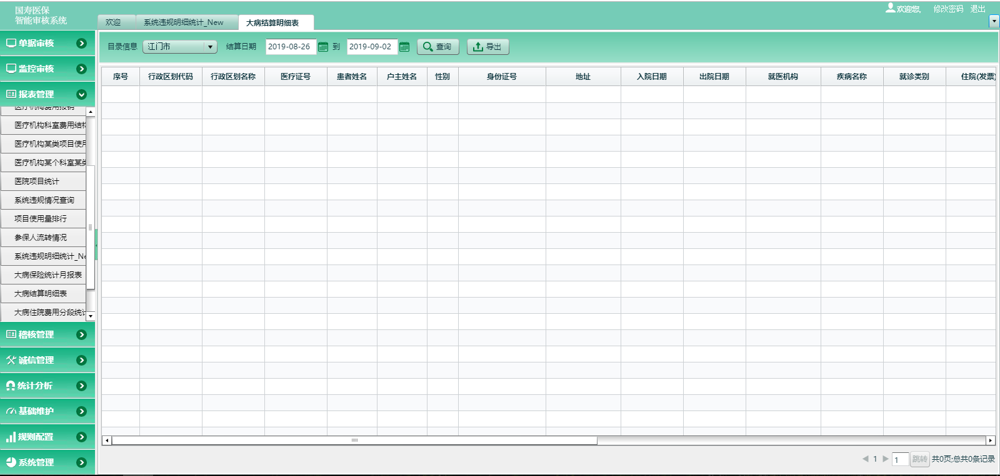 国寿医保
智能审核系统
欢迎您,
修改密码
退出
欢迎
系统违规明细统计_New
大病结算明细表
单据审核
监控审核
报表管理
医疗机构费用报销
医疗机构科室费用结构
医疗机构某类项目使用
医疗机构某个科室某类
医院项目统计
系统违规情况查询
项目使用量排行
参保人流转情况
系统违规明细统计_Ne
大病保险统计月报表
大病结算明细表
大病住院费用分段统计
稽核管理
诚信管理
统计分析
基础维护
规则配置
系统管理
目录信息 江门市 结算日期 2019-08-26 到 2019-09-02 查询 导出
序号 行政区划代码 行政区划名称 医疗证号 患者姓名 户主姓名 性别 身份证号 地址 入院日期 出院日期 就医机构 疾病名称 就诊类别 住院(发票)
1 1 跳转 共0页;总共0条记录